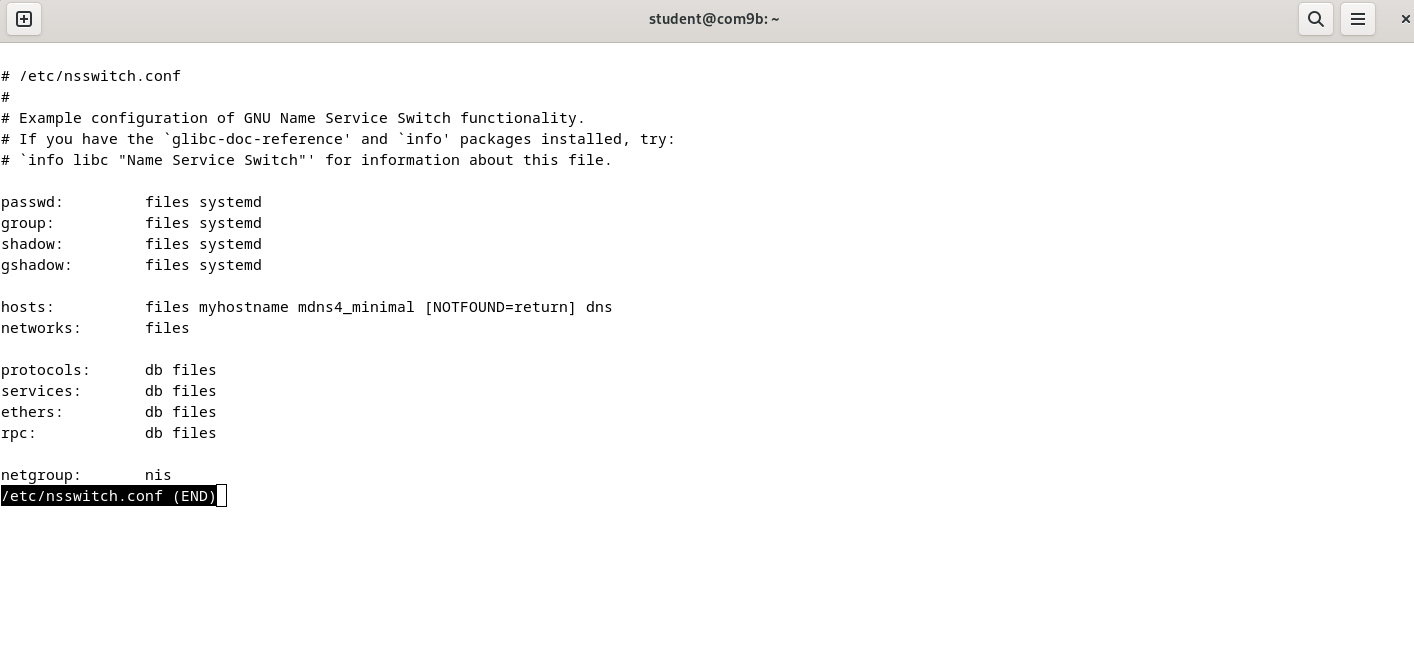 student@com9b: ~
# /etc/nsswitch.conf
#
# Example configuration of GNU Name Service Switch functionality.
# If you have the `glibc-doc-reference' and `info' packages installed, try:
# `info libc "Name Service Switch"' for information about this file.
passwd:         files systemd
group:          files systemd
shadow:         files systemd
gshadow:        files systemd
hosts:          files myhostname mdns4_minimal [NOTFOUND=return] dns
networks:       files
protocols:      db files
services:       db files
ethers:         db files
rpc:            db files
netgroup:       nis
/etc/nsswitch.conf (END)